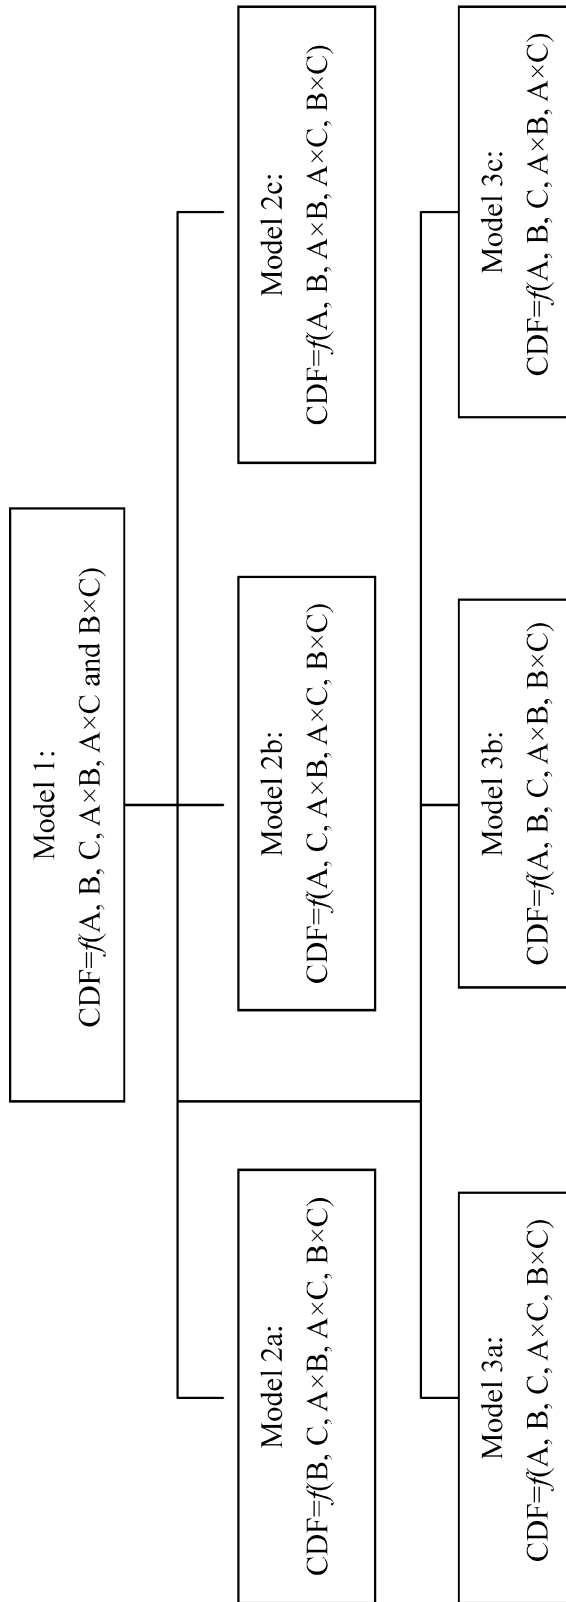 Model 1:
CDF=f(A, B, C, A×B, A×C and B×C)
Model 2a:
CDF=f(B, C, A×B, A×C, B×C)
Model 2b:
CDF=f(A, C, A×B, A×C, B×C)
Model 2c:
CDF=f(A, B, A×B, A×C, B×C)
Model 3a:
CDF=f(A, B, C, A×C, B×C)
Model 3b:
CDF=f(A, B, C, A×B, B×C)
Model 3c:
CDF=f(A, B, C, A×B, A×C)